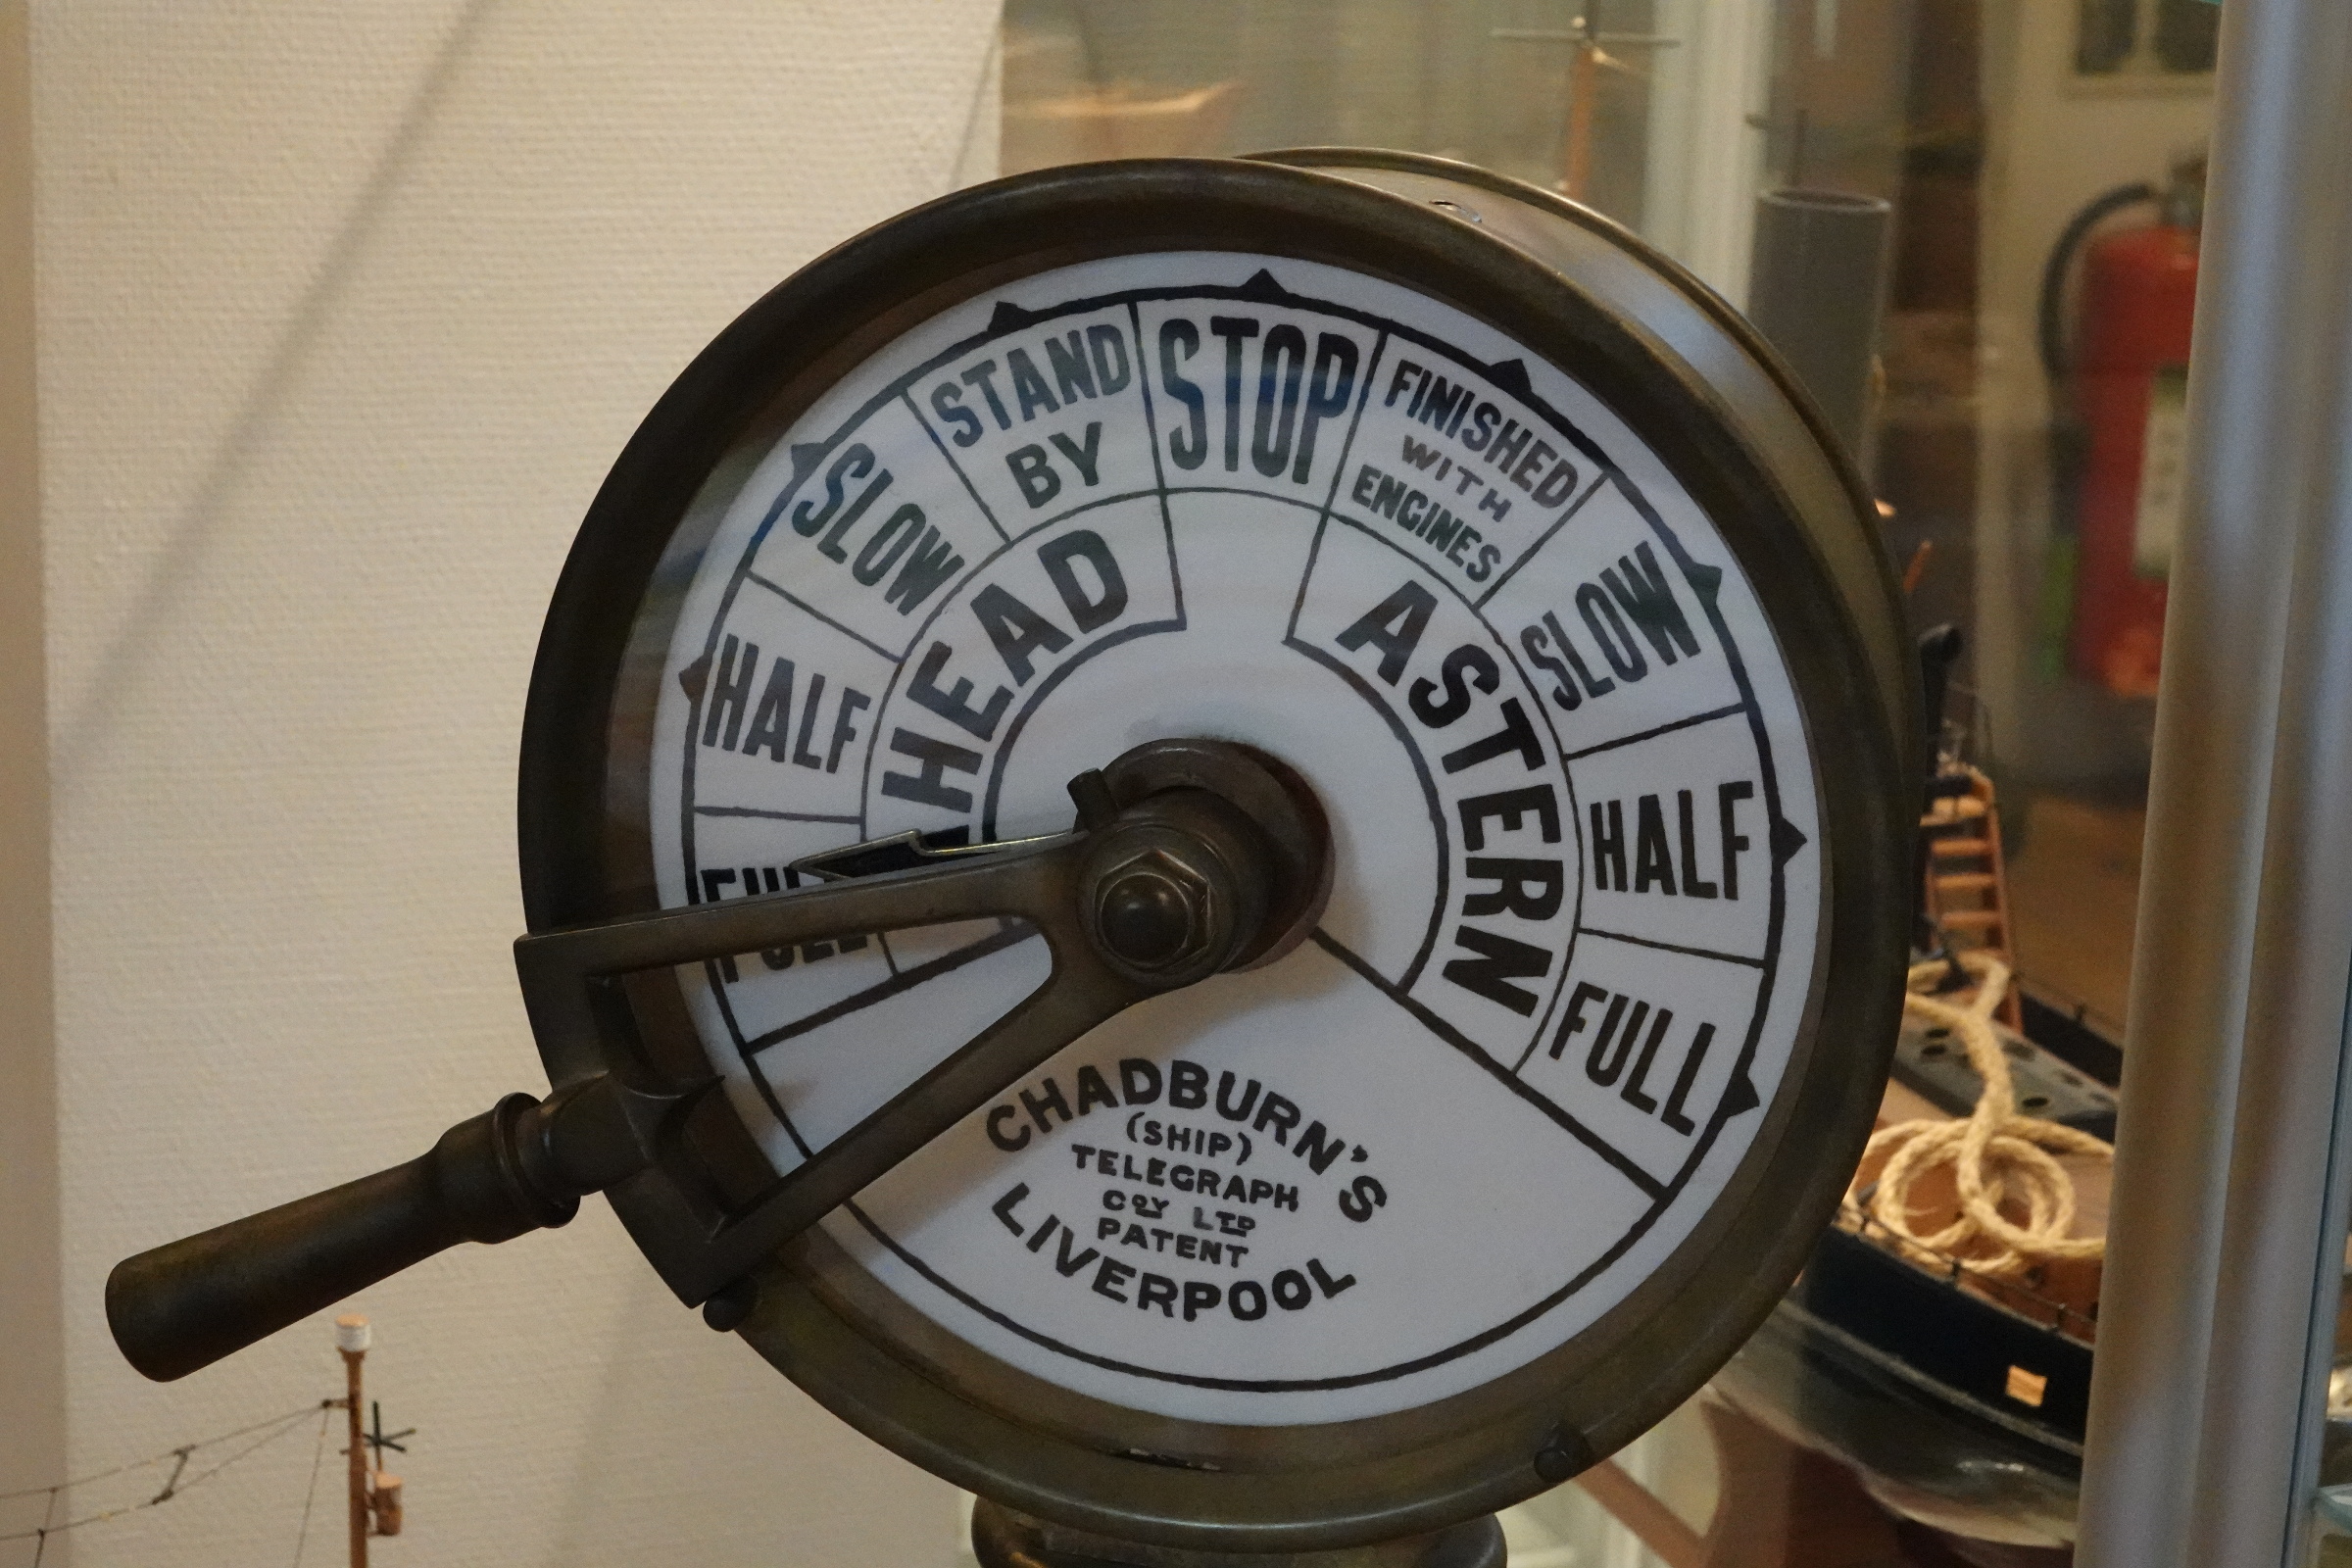 STAND
BY
STOP
FINISHED
WITH
ENGINES
SLOW
SLOW
HALF
HALF
FULL
FULL
HEAD
ASTERN
CHADBURN'S
(SHIP)
TELEGRAPH
COY LTD
PATENT
LIVERPOOL